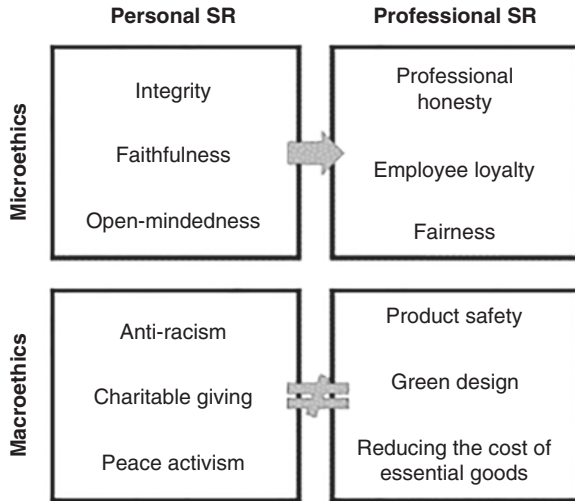 Personal SR
Professional SR
Microethics
Integrity
Faithfulness
Open-mindedness
Professional
honesty
Employee loyalty
Fairness
Macroethics
Anti-racism
Charitable giving
Peace activism
Product safety
Green design
Reducing the cost of
essential goods